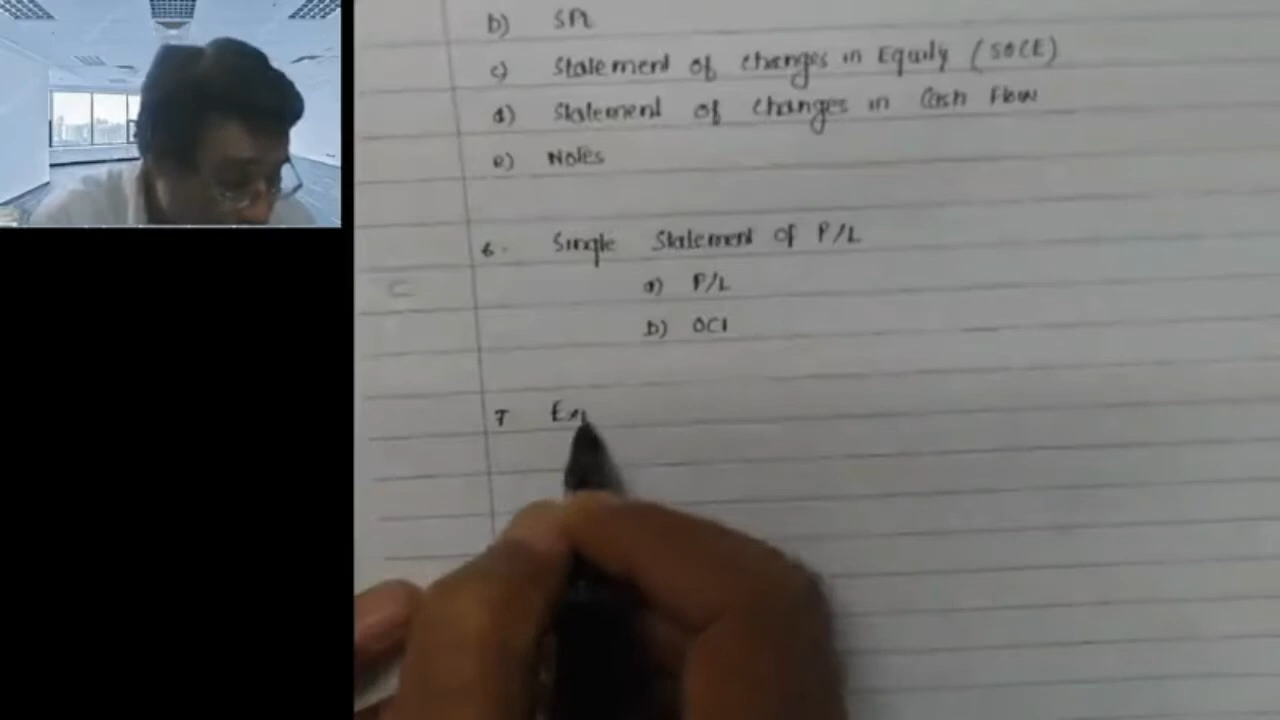 b) SPL
c) Statement of changes in Equity (SOCE)
d) Statement of changes in Cash Flow
e) Notes
6. Single Statement of P/L
a) P/L
b) OCI
7 Ex